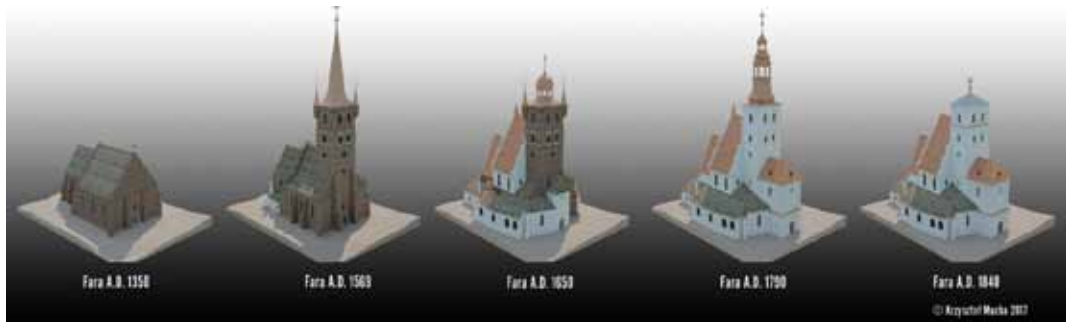 Fara A.D. 1350
Fara A.D. 1569
Fara A.D. 1650
Fara A.D. 1790
Fara A.D. 1840
© Krzysztof Mucha 2017